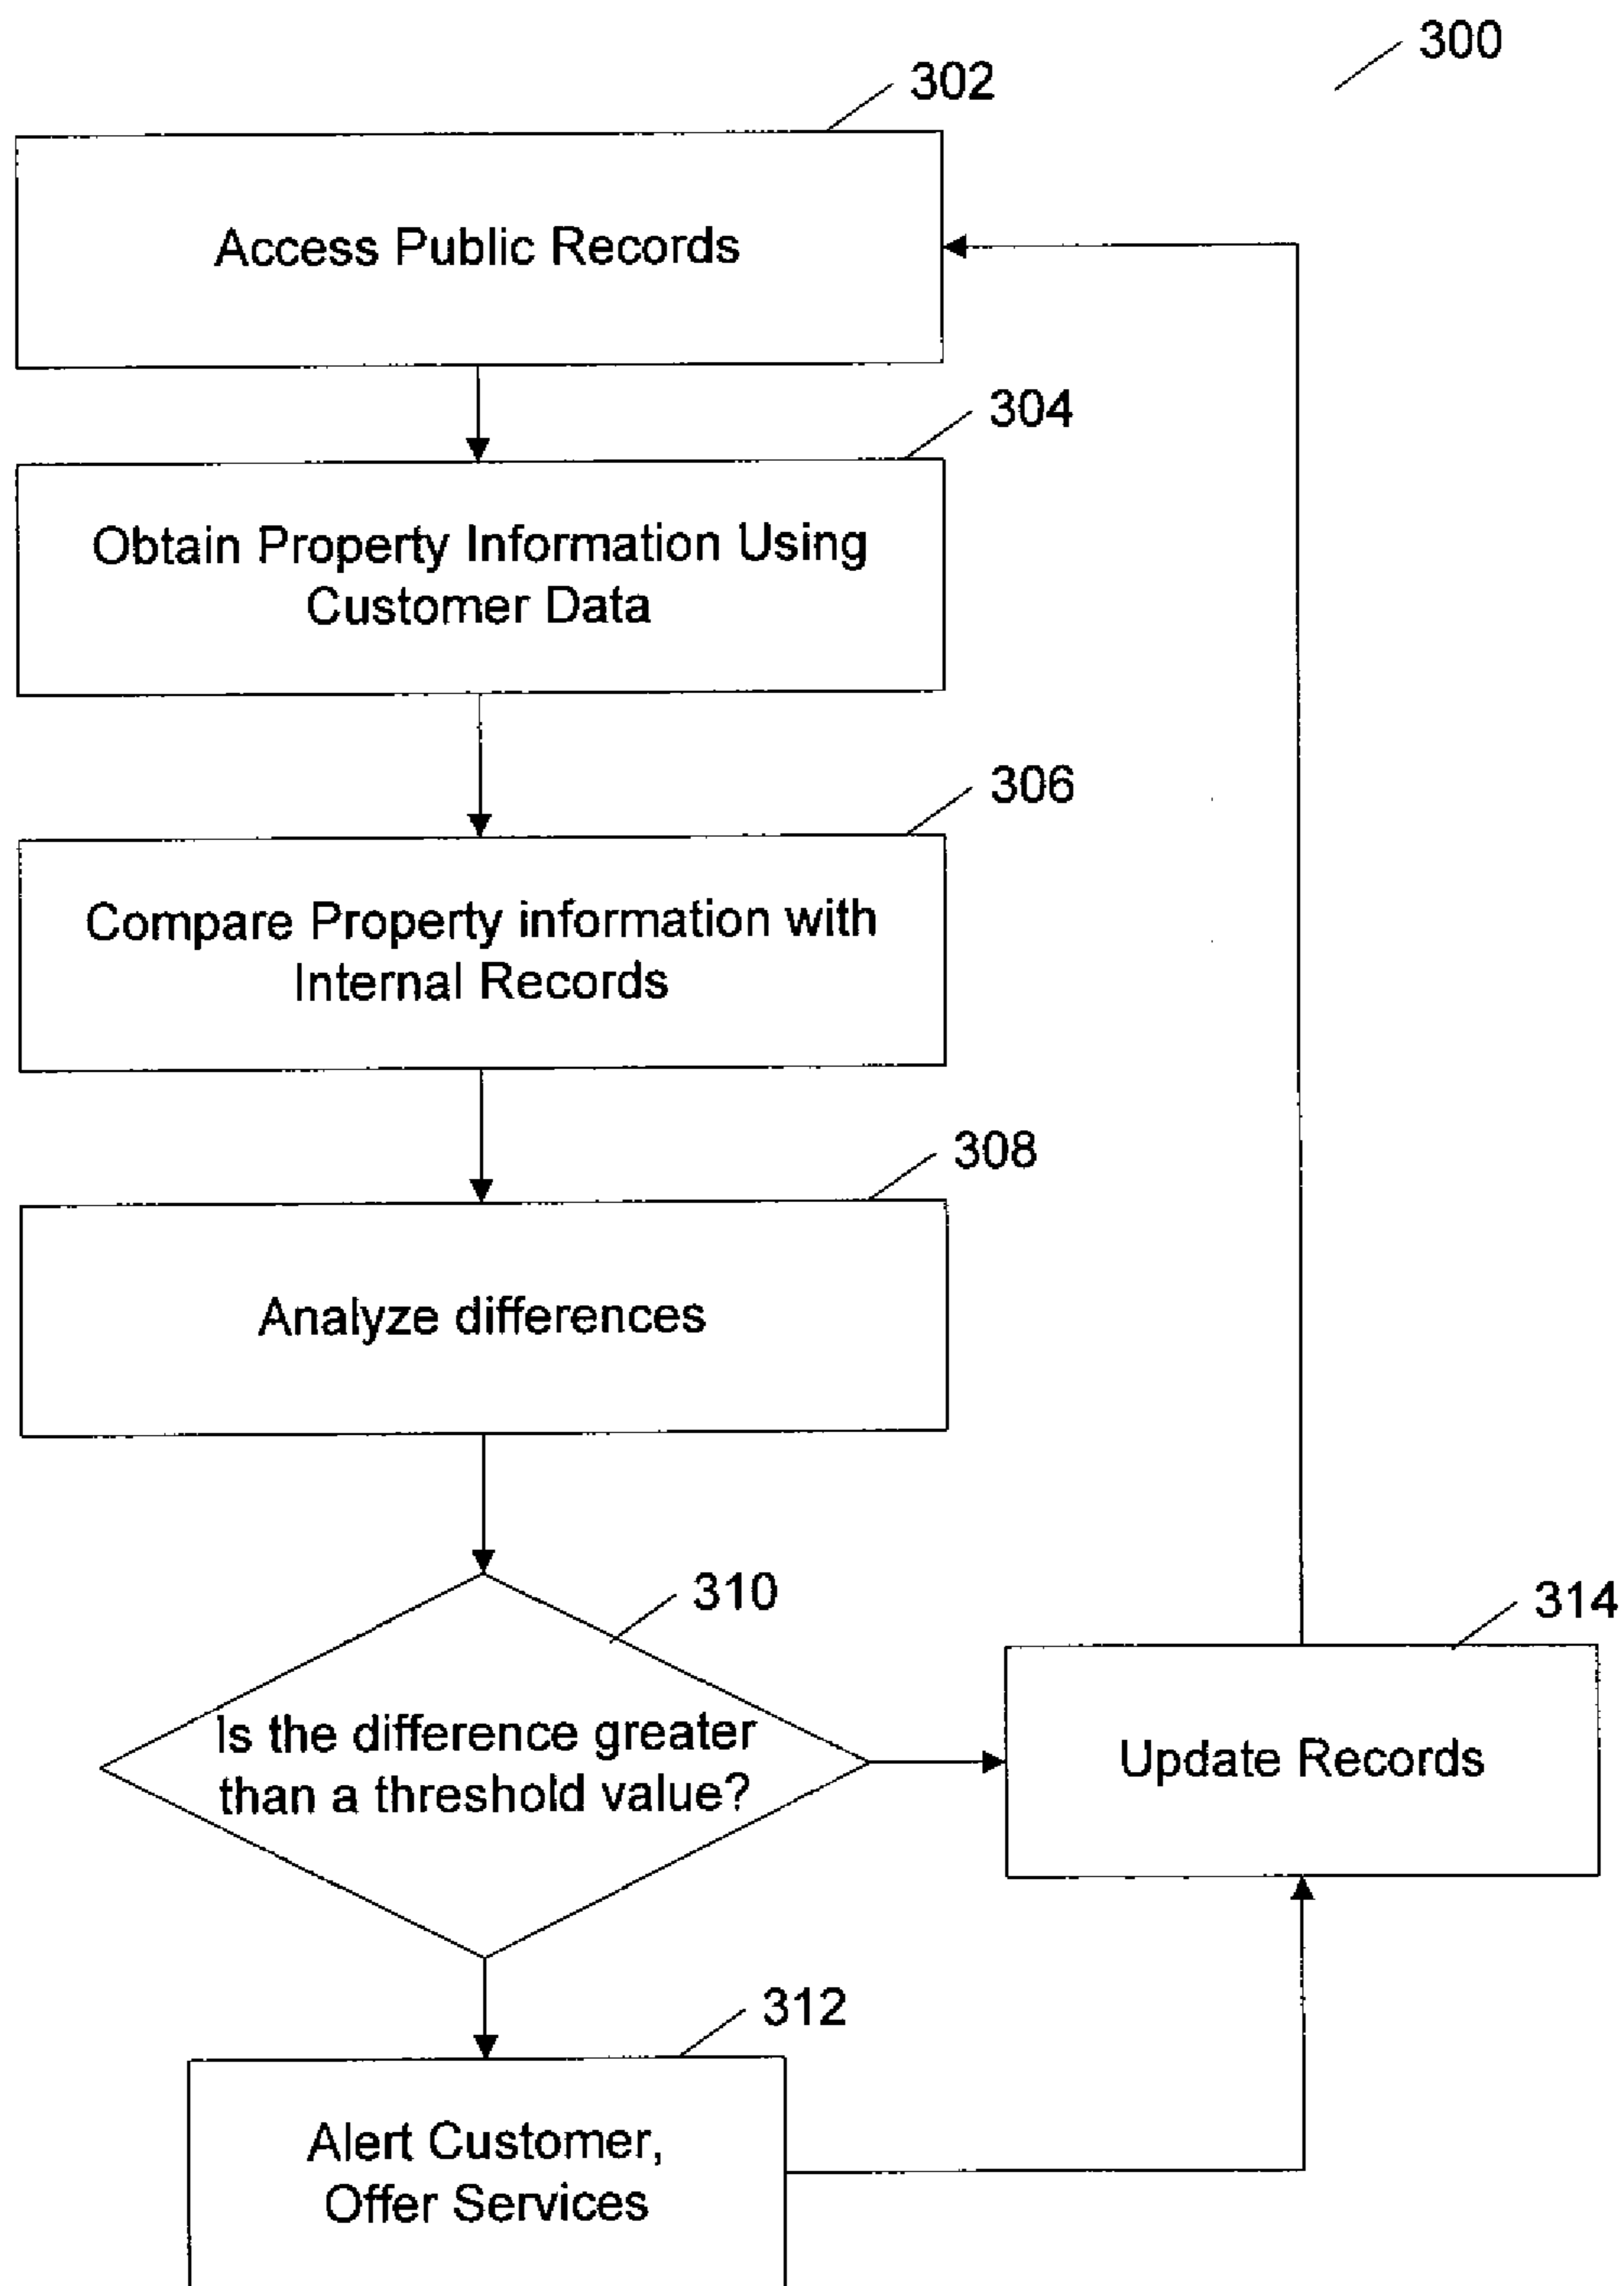 300
302
Access Public Records
304
Obtain Property Information Using
Customer Data
306
Compare Property information with
Internal Records
308
Analyze differences
310
Is the difference greater
than a threshold value?
314
Update Records
312
Alert Customer,
Offer Services